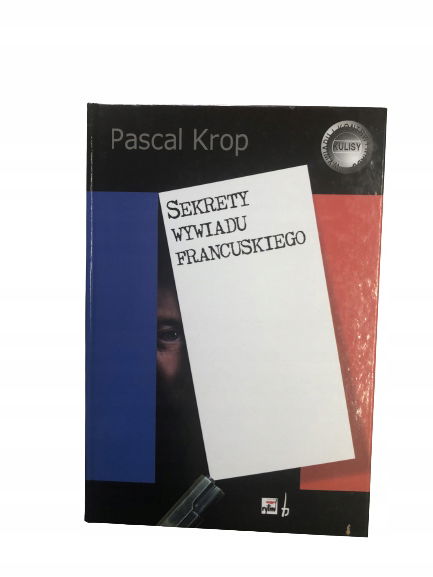 Pascal Krop
KULISY
SEKRETY
WYWIADU
FRANCUSKIEGO